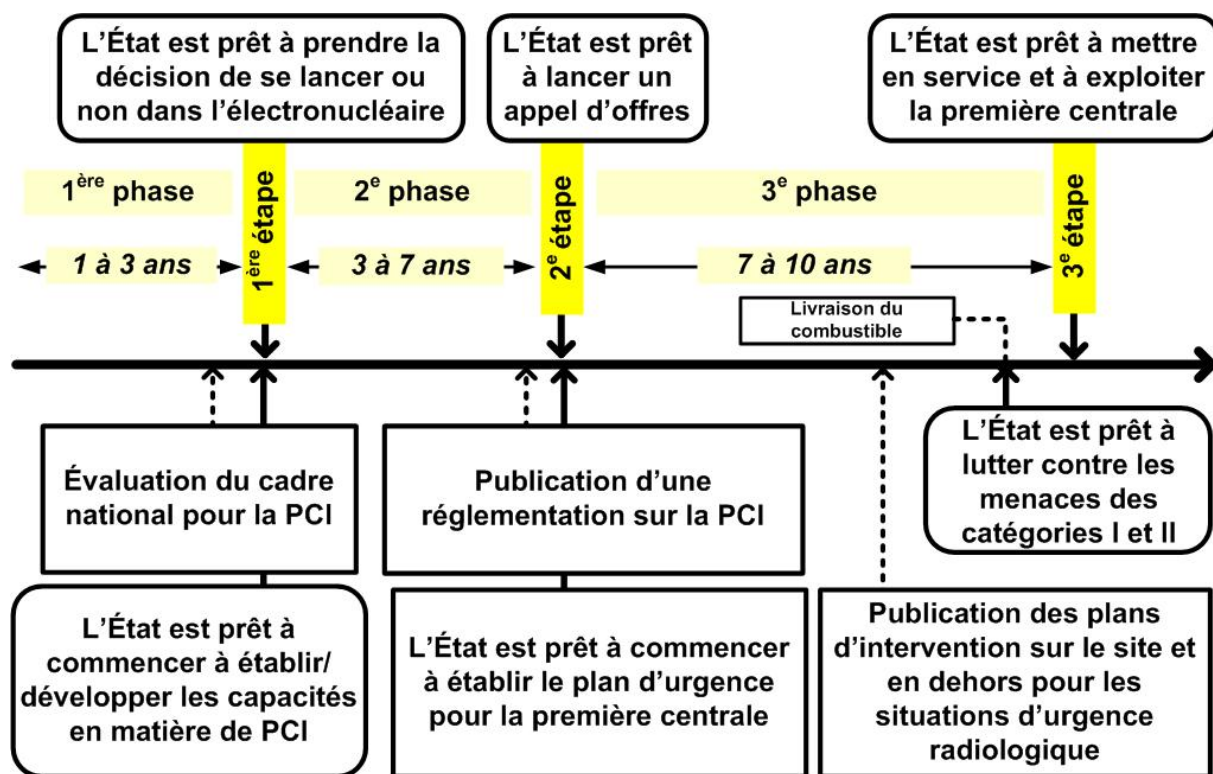 L’État est prêt à prendre la
décision de se lancer ou
non dans l’électronucléaire
L’État est prêt
à lancer un
appel d’offres
L’État est prêt à mettre
en service et à exploiter
la première centrale
1ère phase
1ère étape
2e phase
2e étape
3e phase
3e étape
1 à 3 ans
3 à 7 ans
7 à 10 ans
Livraison du
combustible
Évaluation du cadre
national pour la PCI
Publication d’une
réglementation sur la PCI
L’État est prêt à
lutter contre les
menaces des
catégories I et II
L’État est prêt à
commencer à établir/
développer les capacités
en matière de PCI
L’État est prêt à commencer
à établir le plan d’urgence
pour la première centrale
Publication des plans
d’intervention sur le site et
en dehors pour les
situations d’urgence
radiologique